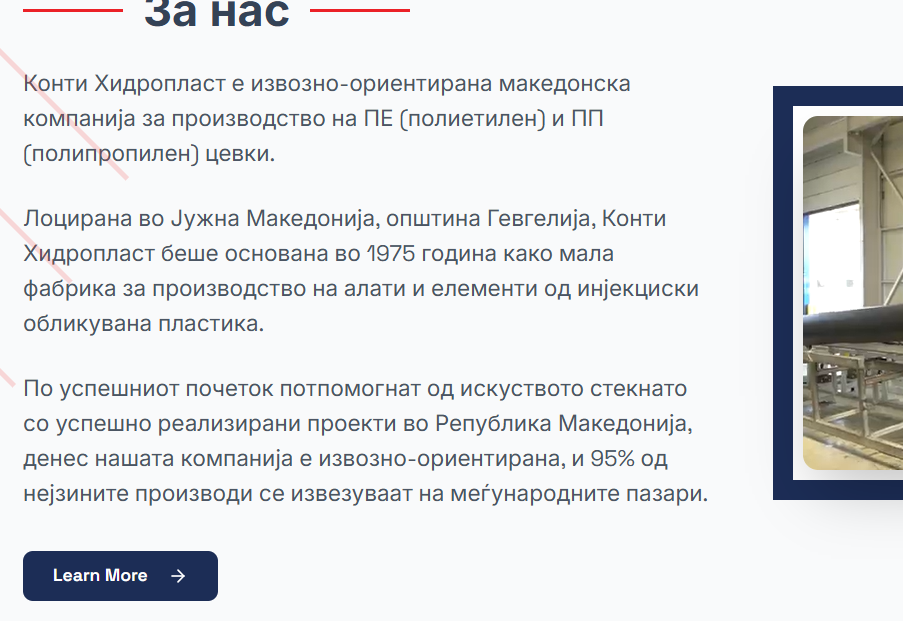 За нас
Конти Хидропласт е извозно-ориентирана македонска
компанија за производство на ПЕ (полиетилен) и ПП
(полипропилен) цевки.
Лоцирана во Јужна Македонија, општина Гевгелија, Конти
Хидропласт беше основана во 1975 година како мала
фабрика за производство на алати и елементи од инјекциски
обликувана пластика.
По успешниот почеток потпомогнат од искуството стекнато
со успешно реализирани проекти во Република Македонија,
денес нашата компанија е извозно-ориентирана, и 95% од
нејзините производи се извезуваат на меѓународните пазари.
Learn More